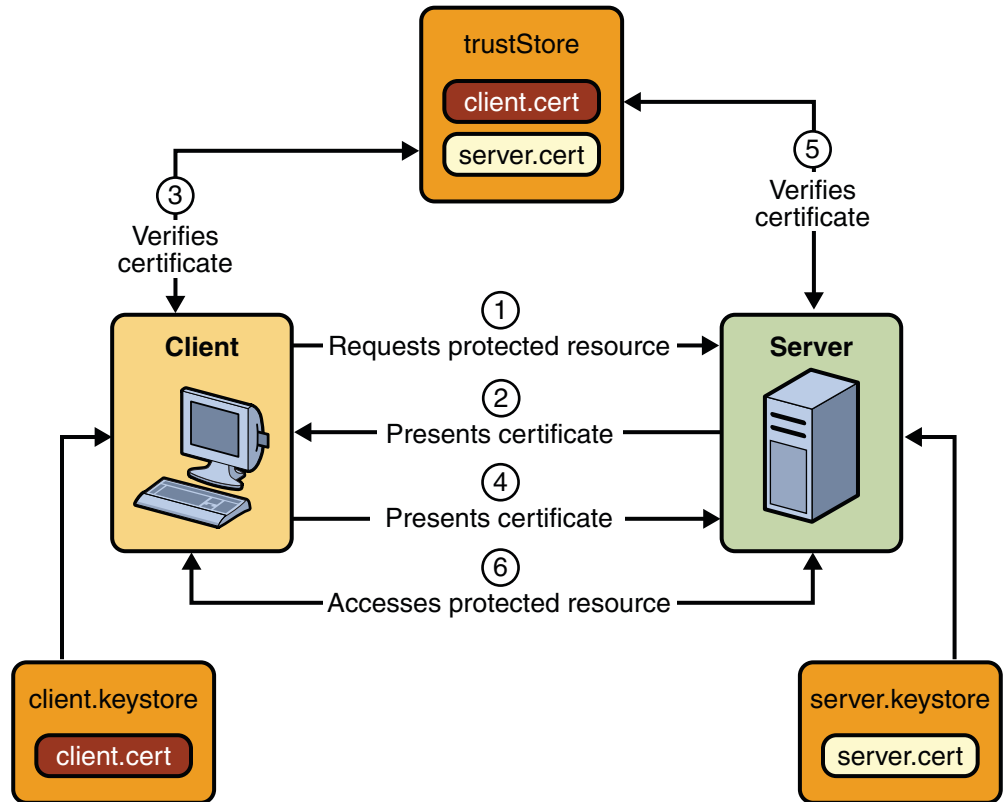 trustStore
client.cert
server.cert
3
Verifies
certificate
5
Verifies
certificate
Client
1
Requests protected resource
Server
2
Presents certificate
4
Presents certificate
6
Accesses protected resource
client.keystore
client.cert
server.keystore
server.cert